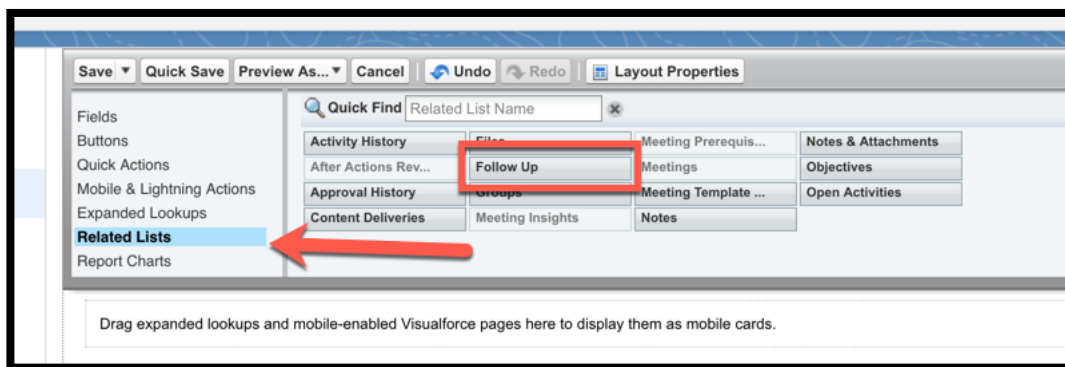 Save Quick Save Preview As... Cancel Undo Redo Layout Properties
Fields
Buttons
Quick Actions
Mobile & Lightning Actions
Expanded Lookups
Related Lists
Report Charts
Quick Find Related List Name
Activity History Files Meeting Prerequis... Notes & Attachments
After Actions Rev... Follow Up Meetings Objectives
Approval History Groups Meeting Template ... Open Activities
Content Deliveries Meeting Insights Notes
Drag expanded lookups and mobile-enabled Visualforce pages here to display them as mobile cards.